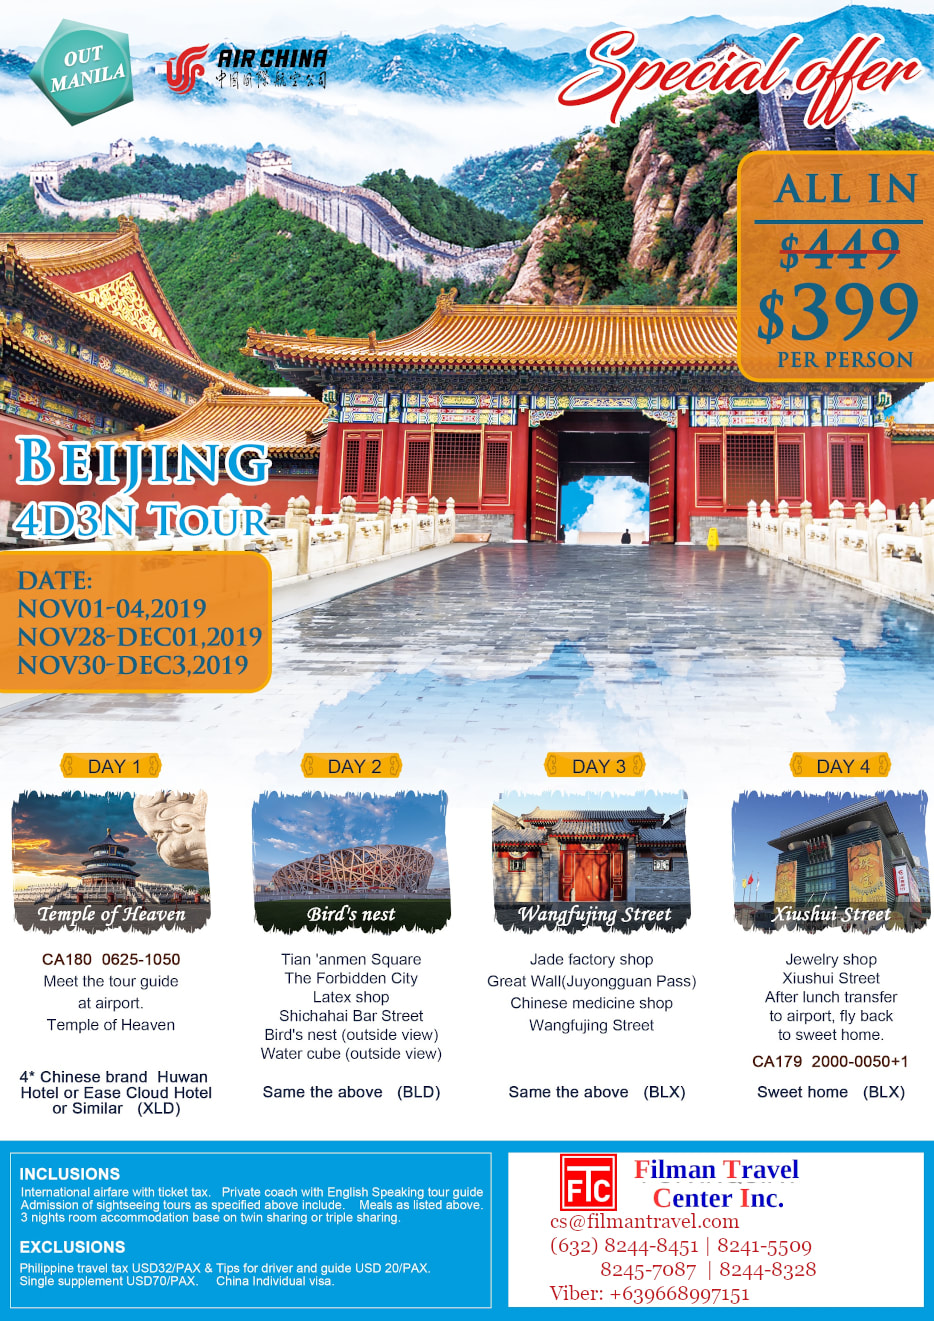 OUT
MANILA
AIR CHINA
中国国际航空公司
Special offer
ALL IN
$449
$399
PER PERSON
BEIJING
4D3N TOUR
DATE:
NOV01-04,2019
NOV28-DEC01,2019
NOV30-DEC3,2019
DAY 1
Temple of Heaven
CA180 0625-1050
Meet the tour guide
at airport.
Temple of Heaven
4* Chinese brand Huwan
Hotel or Ease Cloud Hotel
or Similar (XLD)
DAY 2
Bird's nest
Tian 'anmen Square
The Forbidden City
Latex shop
Shichahai Bar Street
Bird's nest (outside view)
Water cube (outside view)
Same the above (BLD)
DAY 3
Wangfujing Street
Jade factory shop
Great Wall(Juyongguan Pass)
Chinese medicine shop
Wangfujing Street
Same the above (BLX)
DAY 4
Xiushui Street
Jewelry shop
Xiushui Street
After lunch transfer
to airport, fly back
to sweet home.
CA179 2000-0050+1
Sweet home (BLX)
INCLUSIONS
International airfare with ticket tax. Private coach with English Speaking tour guide
Admission of sightseeing tours as specified above include. Meals as listed above.
3 nights room accommodation base on twin sharing or triple sharing.
EXCLUSIONS
Philippine travel tax USD32/PAX & Tips for driver and guide USD 20/PAX.
Single supplement USD70/PAX. China Individual visa.
FTC
Filman Travel
Center Inc.
cs@filmantravel.com
(632) 8244-8451 | 8241-5509
8245-7087 | 8244-8328
Viber: +639668997151